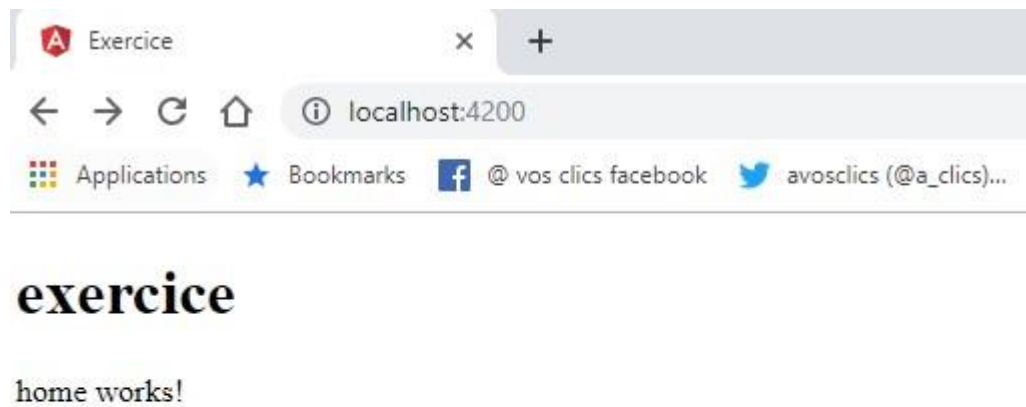 Exercice
localhost:4200
Applications Bookmarks @ vos clics facebook avosclics (@a_clics)...
exercice
home works!